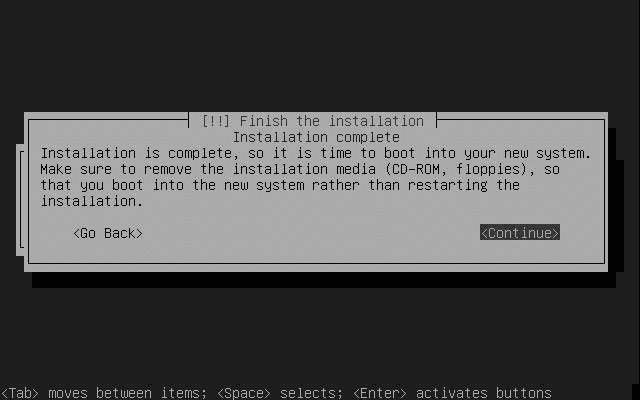 [!!] Finish the installation
Installation complete
Installation is complete, so it is time to boot into your new system.
Make sure to remove the installation media (CD-ROM, floppies), so
that you boot into the new system rather than restarting the
installation.
<Go Back> <Continue>
<Tab> moves between items; <Space> selects; <Enter> activates buttons